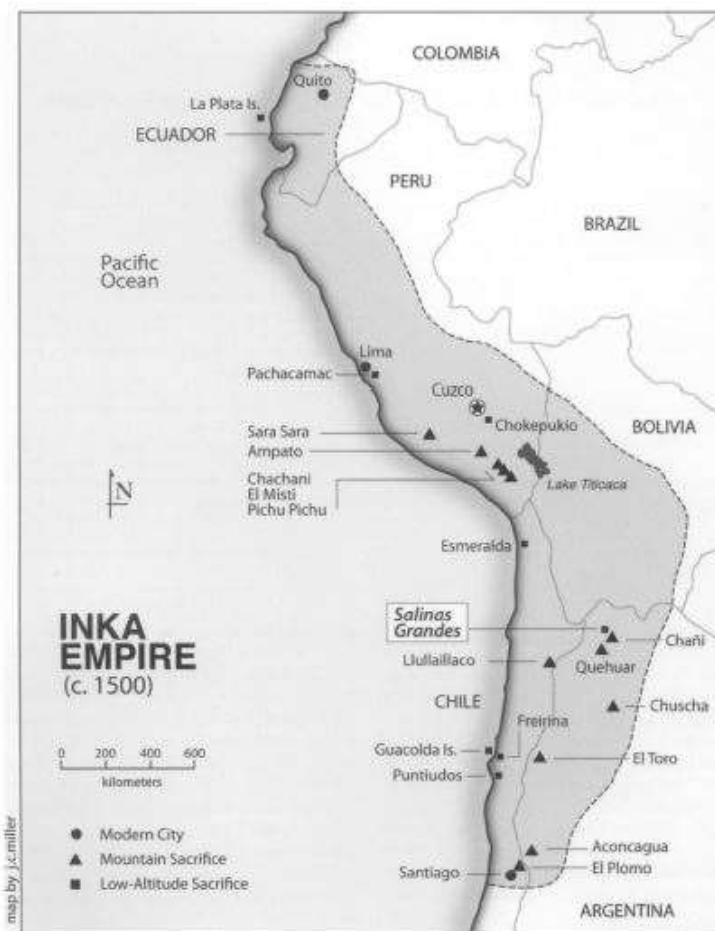 COLOMBIA
Quito
La Plata Is.
ECUADOR
PERU
BRAZIL
Pacific
Ocean
Lima
Pachacamac
Cuzco
Chokepukio
BOLIVIA
Sara Sara
Ampato
Lake Titicaca
Chachani
El Misti
Pichu Pichu
N
Esmeralda
Salinas
Grandes
Chañi
INKA
EMPIRE
(c. 1500)
Llullaillaco
Quehuar
CHILE
Chuscha
Freirina
Guacolda Is.
El Toro
Puntiudos
0 200 400 600
kilometers
Modern City
Mountain Sacrifice
Low-Altitude Sacrifice
Aconcagua
El Plomo
Santiago
ARGENTINA
map by j.c.miller